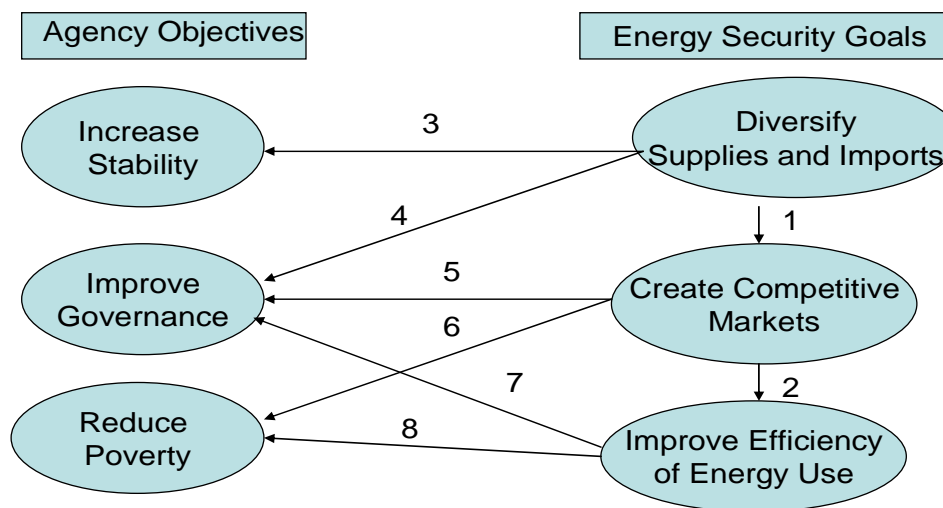 Agency Objectives
Energy Security Goals
Increase
Stability
3
Diversify
Supplies and Imports
4
1
Improve
Governance
5
Create Competitive
Markets
6
7
2
Reduce
Poverty
8
Improve Efficiency
of Energy Use